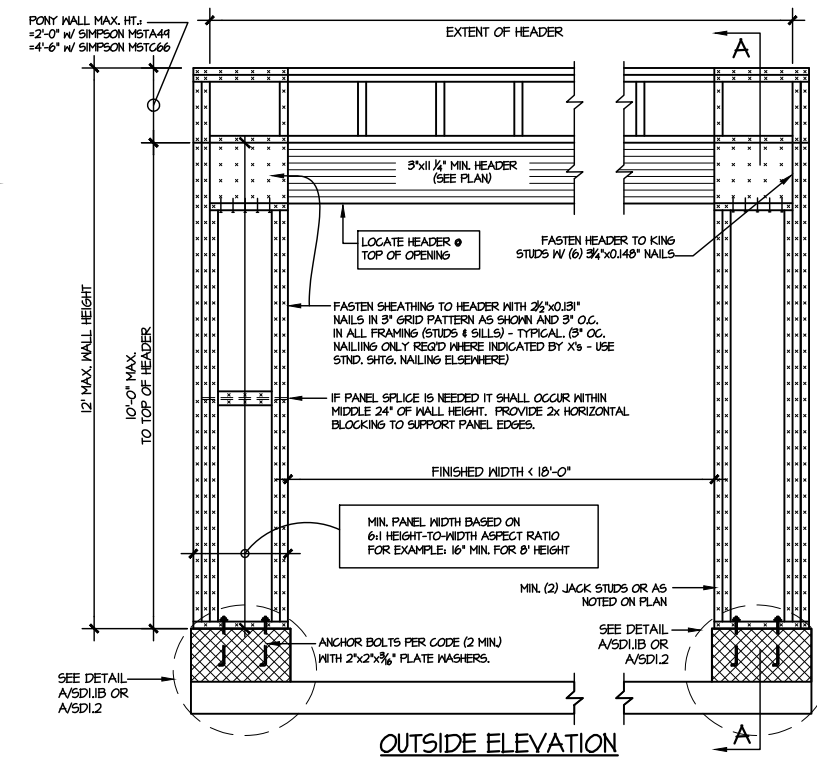 PONY WALL MAX. HT.:
=2'-0" W/ SIMPSON MSTA49
=4'-6" W/ SIMPSON MSTC66
EXTENT OF HEADER
A
3"x11 1/4" MIN. HEADER
(SEE PLAN)
LOCATE HEADER @
TOP OF OPENING
FASTEN HEADER TO KING
STUDS W/ (6) 3/4"x0.148" NAILS
12' MAX. WALL HEIGHT
10'-0" MAX.
TO TOP OF HEADER
FASTEN SHEATHING TO HEADER WITH 2½"x0.131"
NAILS IN 3" GRID PATTERN AS SHOWN AND 3" O.C.
IN ALL FRAMING (STUDS & SILLS) - TYPICAL. (3" OC.
NAILIING ONLY REQ'D WHERE INDICATED BY X's - USE
STND. SHTG. NAILING ELSEWHERE)
IF PANEL SPLICE IS NEEDED IT SHALL OCCUR WITHIN
MIDDLE 24" OF WALL HEIGHT. PROVIDE 2x HORIZONTAL
BLOCKING TO SUPPORT PANEL EDGES.
FINISHED WIDTH < 18'-0"
MIN. PANEL WIDTH BASED ON
6:1 HEIGHT-TO-WIDTH ASPECT RATIO
FOR EXAMPLE: 16" MIN. FOR 8' HEIGHT
MIN. (2) JACK STUDS OR AS
NOTED ON PLAN
SEE DETAIL
A/SD1.1B OR
A/SD1.2
ANCHOR BOLTS PER CODE (2 MIN.)
WITH 2"x2"x3/16" PLATE WASHERS.
SEE DETAIL
A/SD1.1B OR
A/SD1.2
A
OUTSIDE ELEVATION